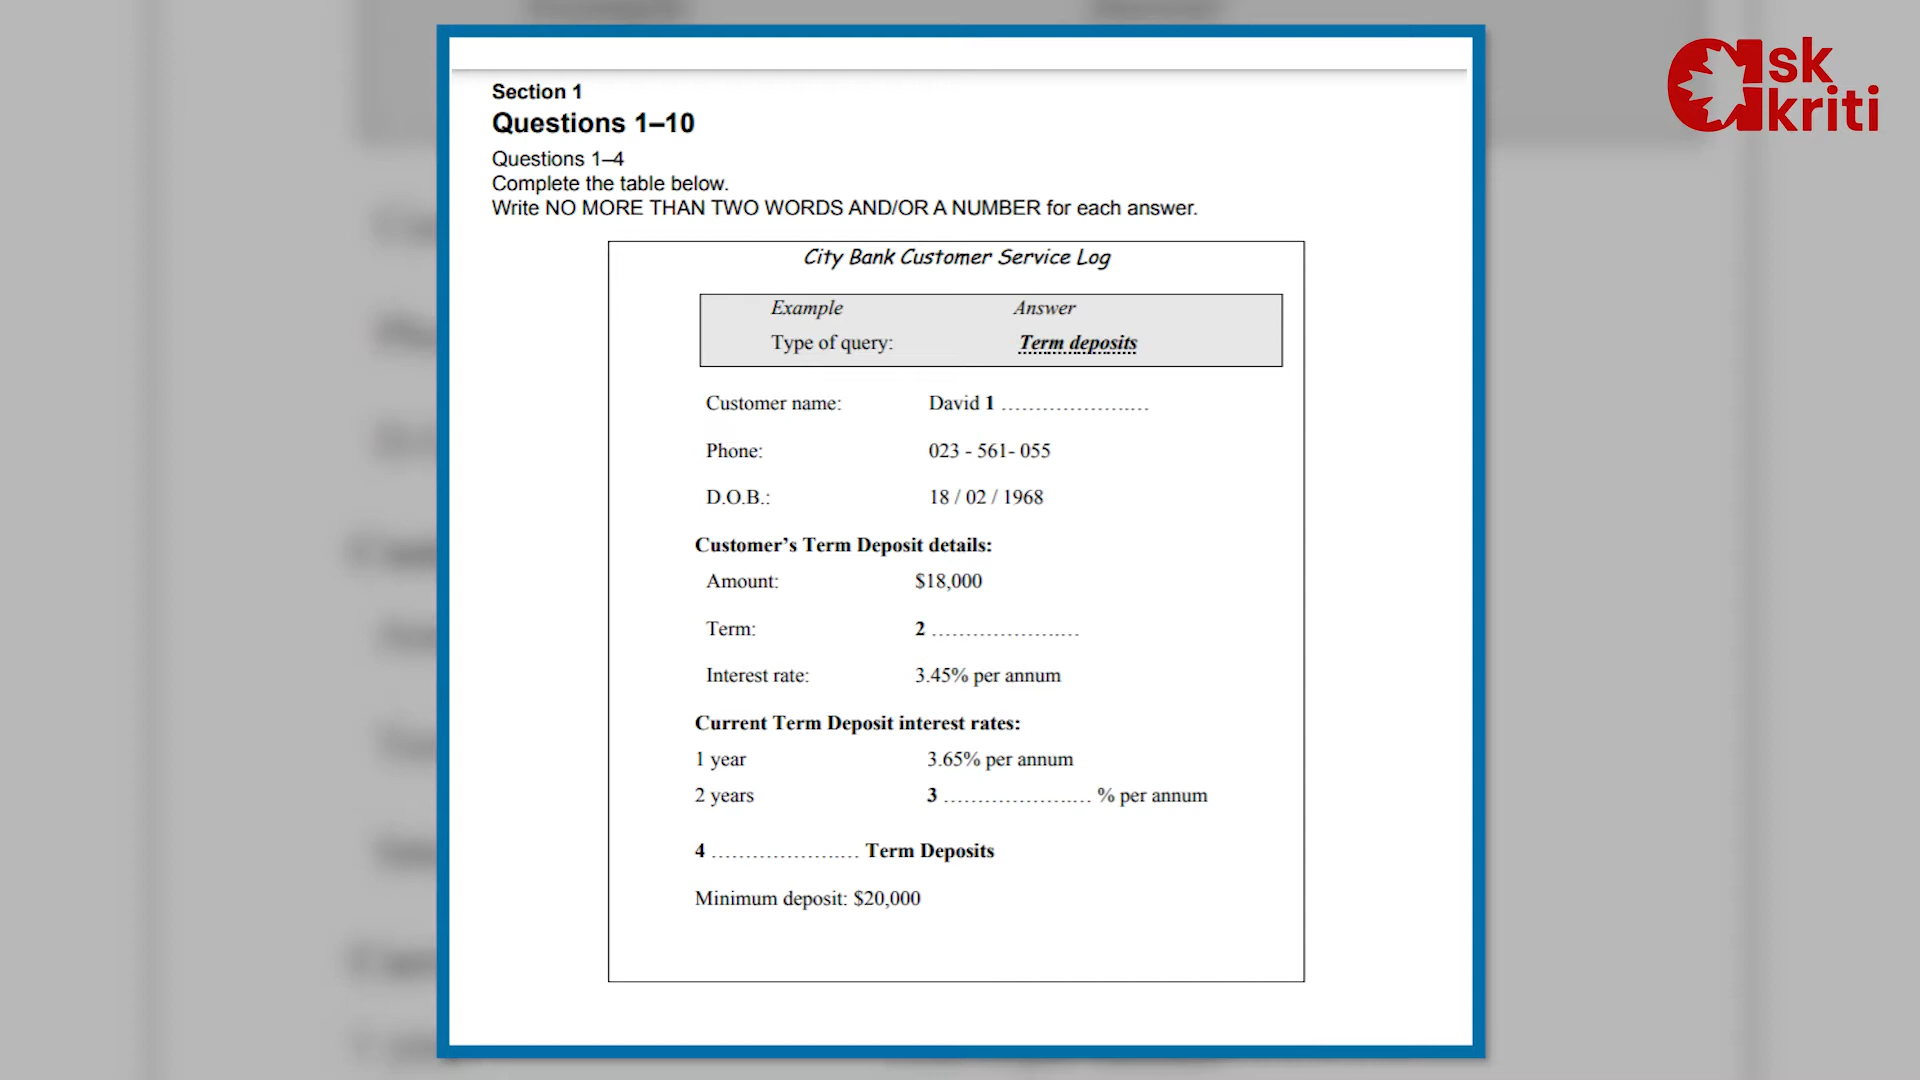 Section 1
Questions 1–10
Questions 1–4
Complete the table below.
Write NO MORE THAN TWO WORDS AND/OR A NUMBER for each answer.
City Bank Customer Service Log
Example Answer
Type of query: Term deposits
Customer name: David 1 ......................
Phone: 023 - 561- 055
D.O.B.: 18 / 02 / 1968
Customer’s Term Deposit details:
Amount: $18,000
Term: 2 ......................
Interest rate: 3.45% per annum
Current Term Deposit interest rates:
1 year 3.65% per annum
2 years 3 ...................... % per annum
4 ...................... Term Deposits
Minimum deposit: $20,000
ask
kriti